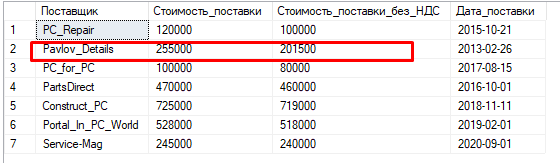 Поставщик Стоимость_поставки Стоимость_поставки_без_НДС Дата_поставки
1 PC_Repair 120000 100000 2015-10-21
2 Pavlov_Details 255000 201500 2013-02-26
3 PC_for_PC 100000 80000 2017-08-15
4 PartsDirect 470000 460000 2016-10-01
5 Construct_PC 725000 719000 2018-11-11
6 Portal_In_PC_World 528000 518000 2019-02-01
7 Service-Mag 245000 240000 2020-09-01